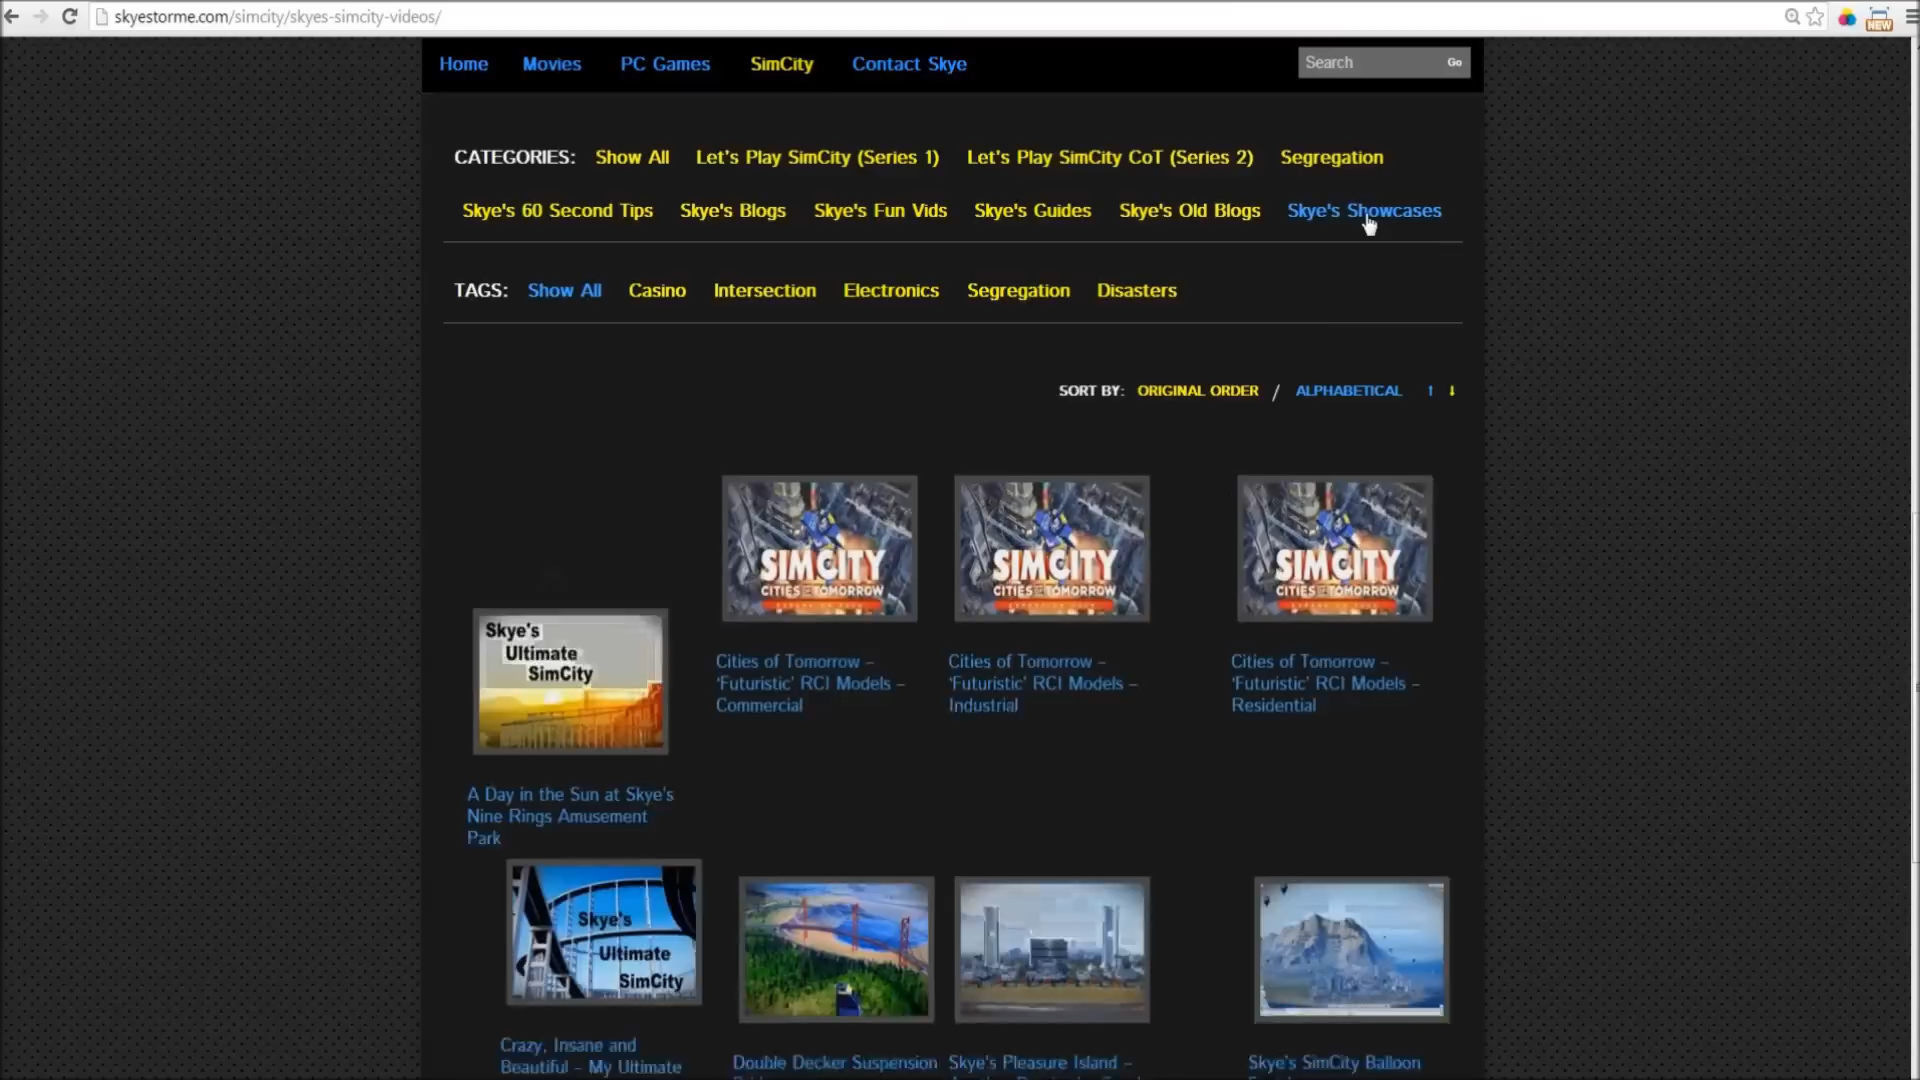 skyestorme.com/simcity/skyes-simcity-videos/
NEW
Home Movies PC Games SimCity Contact Skye Search Go
CATEGORIES: Show All Let's Play SimCity (Series 1) Let's Play SimCity CoT (Series 2) Segregation
Skye's 60 Second Tips Skye's Blogs Skye's Fun Vids Skye's Guides Skye's Old Blogs Skye's Showcases
TAGS: Show All Casino Intersection Electronics Segregation Disasters
SORT BY: ORIGINAL ORDER / ALPHABETICAL ↑ ↓
SIMCITY
CITIES OF TOMORROW
SIMCITY
CITIES OF TOMORROW
SIMCITY
CITIES OF TOMORROW
Skye's
Ultimate
SimCity
Cities of Tomorrow –
'Futuristic' RCI Models –
Commercial
Cities of Tomorrow –
'Futuristic' RCI Models –
Industrial
Cities of Tomorrow –
'Futuristic' RCI Models –
Residential
A Day in the Sun at Skye's
Nine Rings Amusement
Park
Skye's
Ultimate
SimCity
Crazy, Insane and
Beautiful – My Ultimate
Double Decker Suspension
Skye's Pleasure Island –
Skye's SimCity Balloon